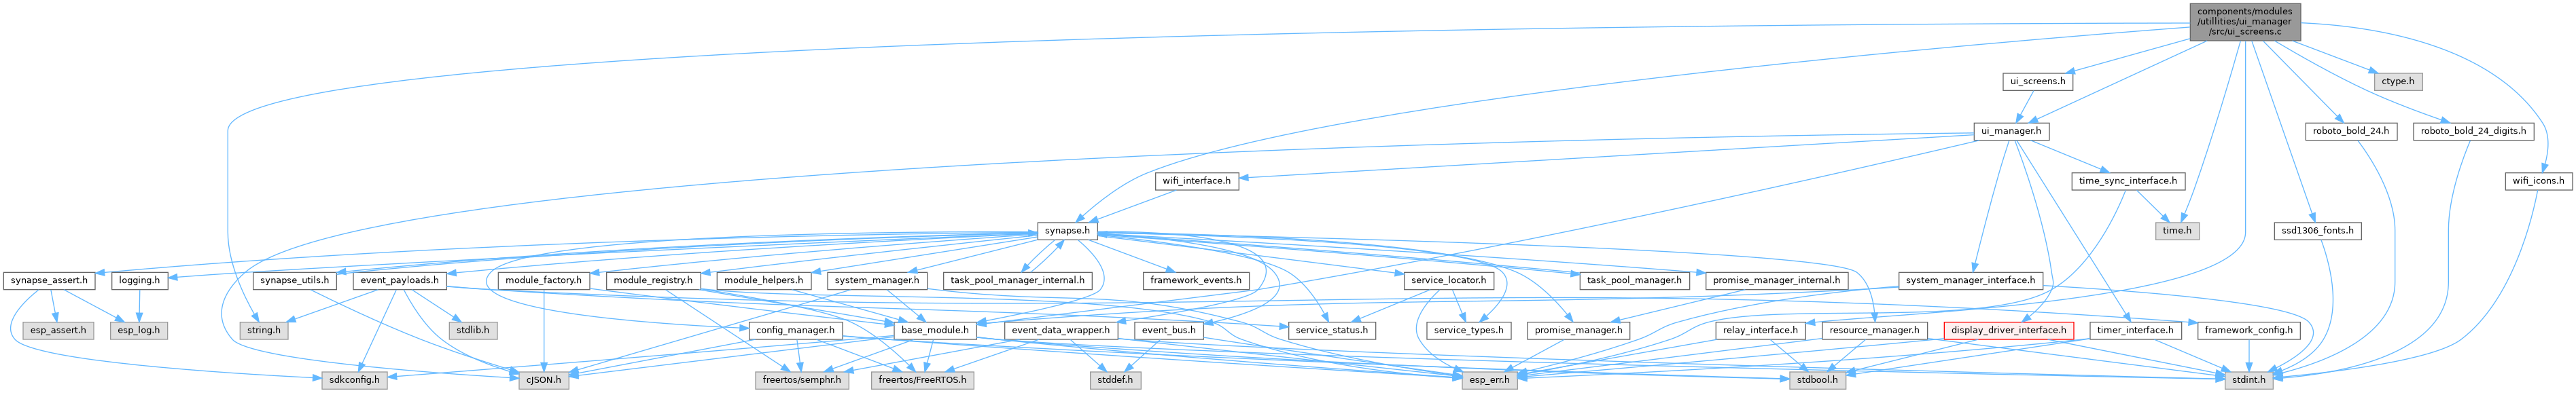 components/modules
/utillities/ui_manager
/src/ui_screens.c
ui_screens.h
ctype.h
ui_manager.h
roboto_bold_24.h
roboto_bold_24_digits.h
wifi_interface.h
time_sync_interface.h
wifi_icons.h
synapse.h
time.h
ssd1306_fonts.h
synapse_assert.h
logging.h
synapse_utils.h
event_payloads.h
module_factory.h
module_registry.h
module_helpers.h
system_manager.h
task_pool_manager_internal.h
framework_events.h
service_locator.h
task_pool_manager.h
promise_manager_internal.h
system_manager_interface.h
esp_assert.h
esp_log.h
string.h
stdlib.h
config_manager.h
base_module.h
event_data_wrapper.h
event_bus.h
service_status.h
service_types.h
promise_manager.h
relay_interface.h
resource_manager.h
display_driver_interface.h
timer_interface.h
framework_config.h
sdkconfig.h
cJSON.h
freertos/semphr.h
freertos/FreeRTOS.h
stddef.h
esp_err.h
stdbool.h
stdint.h